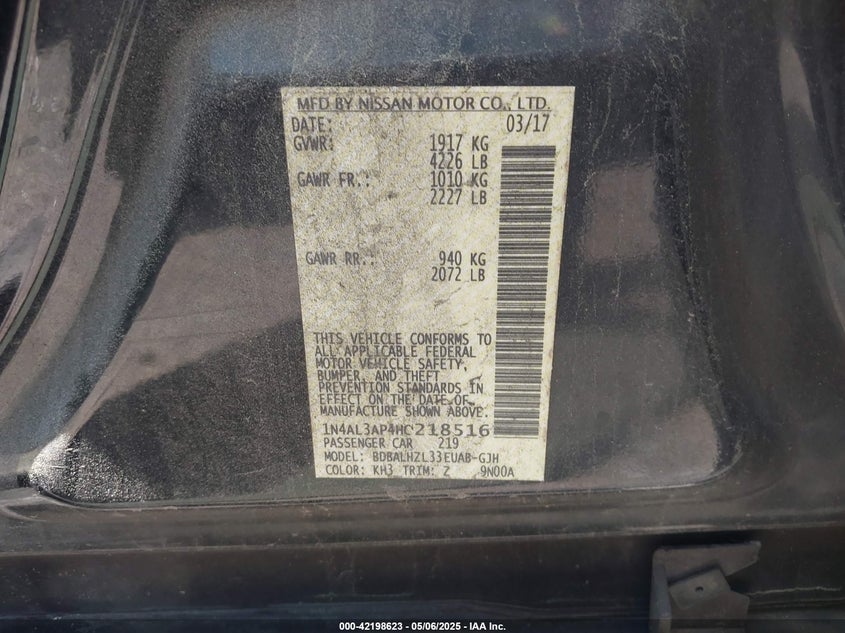 MFD BY NISSAN MOTOR CO., LTD.
DATE: 03/17
GVWR: 1917 KG
4226 LB
GAWR FR.: 1010 KG
2227 LB
GAWR RR.: 940 KG
2072 LB
THIS VEHICLE CONFORMS TO
ALL APPLICABLE FEDERAL
MOTOR VEHICLE SAFETY,
BUMPER, AND THEFT
PREVENTION STANDARDS IN
EFFECT ON THE DATE OF
MANUFACTURE SHOWN ABOVE.
1N4AL3AP4HC218516
PASSENGER CAR 219
MODEL: BDBALHZL33EUAB-GJH
COLOR: KH3 TRIM: Z 9N00A
000-42198623 - 05/06/2025 - IAA Inc.